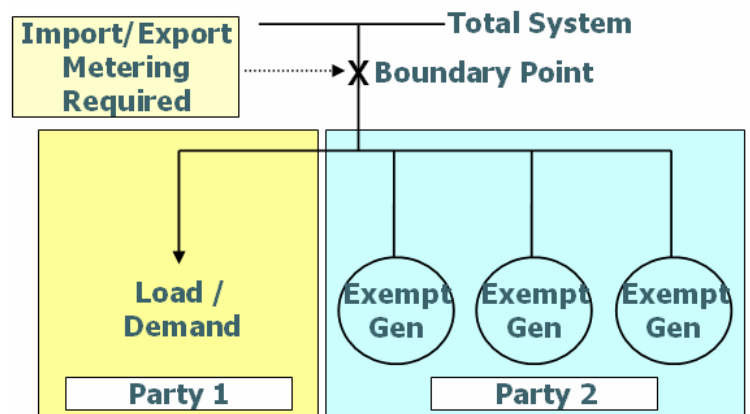 Import/Export
Metering
Required
Total System
X Boundary Point
Load /
Demand
Exempt
Gen
Exempt
Gen
Exempt
Gen
Party 1
Party 2